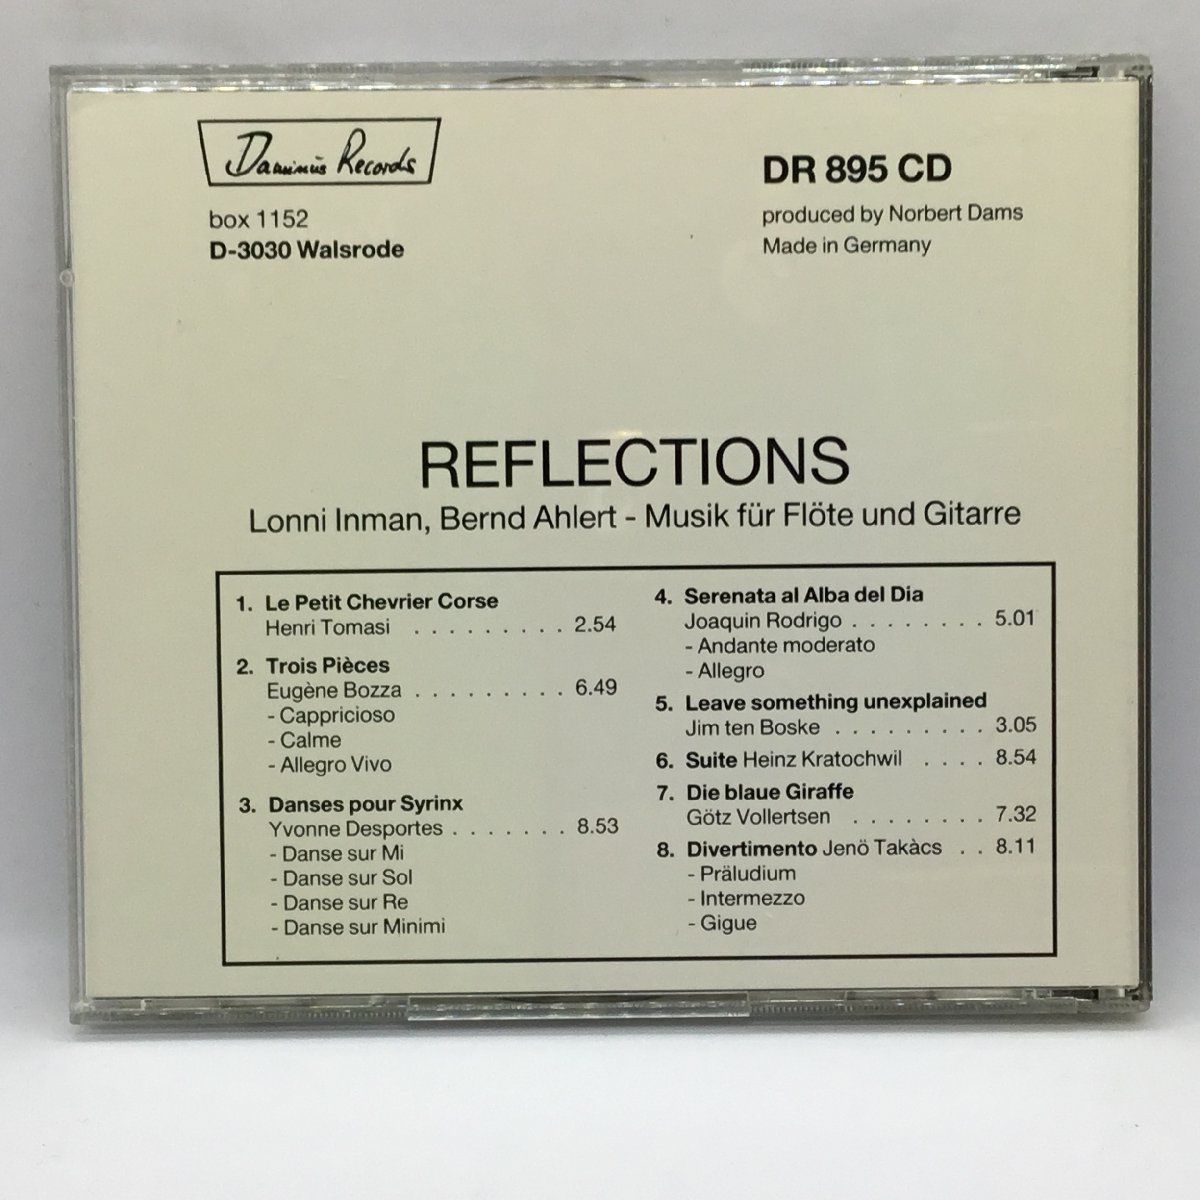 Daminus Records
box 1152
D-3030 Walsrode
DR 895 CD
produced by Norbert Dams
Made in Germany
REFLECTIONS
Lonni Inman, Bernd Ahlert - Musik für Flöte und Gitarre
1. Le Petit Chevrier Corse
Henri Tomasi . . . . . . . . . 2.54
2. Trois Pièces
Eugène Bozza . . . . . . . . . 6.49
- Cappricioso
- Calme
- Allegro Vivo
3. Danses pour Syrinx
Yvonne Desportes . . . . . . . 8.53
- Danse sur Mi
- Danse sur Sol
- Danse sur Re
- Danse sur Minimi
4. Serenata al Alba del Dia
Joaquin Rodrigo . . . . . . . . 5.01
- Andante moderato
- Allegro
5. Leave something unexplained
Jim ten Boske . . . . . . . . . 3.05
6. Suite Heinz Kratochwil . . . . 8.54
7. Die blaue Giraffe
Götz Vollertsen . . . . . . . . 7.32
8. Divertimento Jenö Takàcs . . 8.11
- Präludium
- Intermezzo
- Gigue